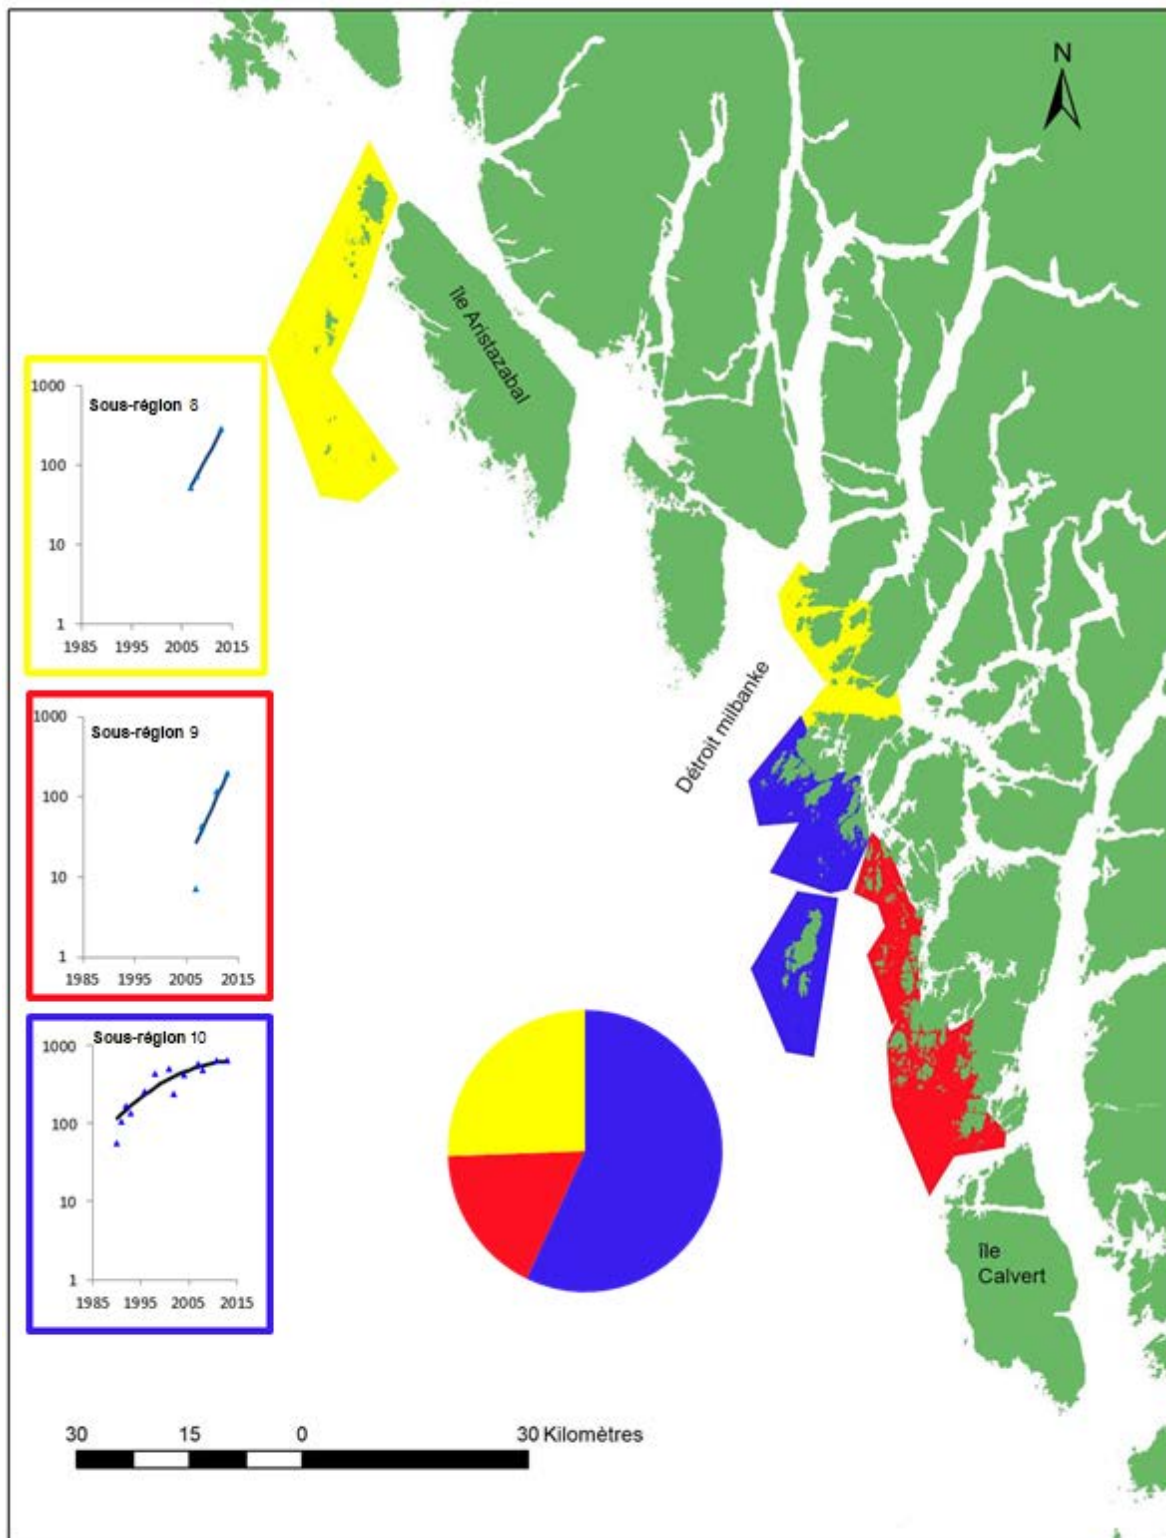 N
île Aristazabal
1000
Sous-région 8
100
10
1
1985 1995 2005 2015
Détroit milbanke
1000
Sous-région 9
100
10
1
1985 1995 2005 2015
Sous-région 10
1000
100
10
1
1985 1995 2005 2015
île
Calvert
30 15 0 30 Kilomètres